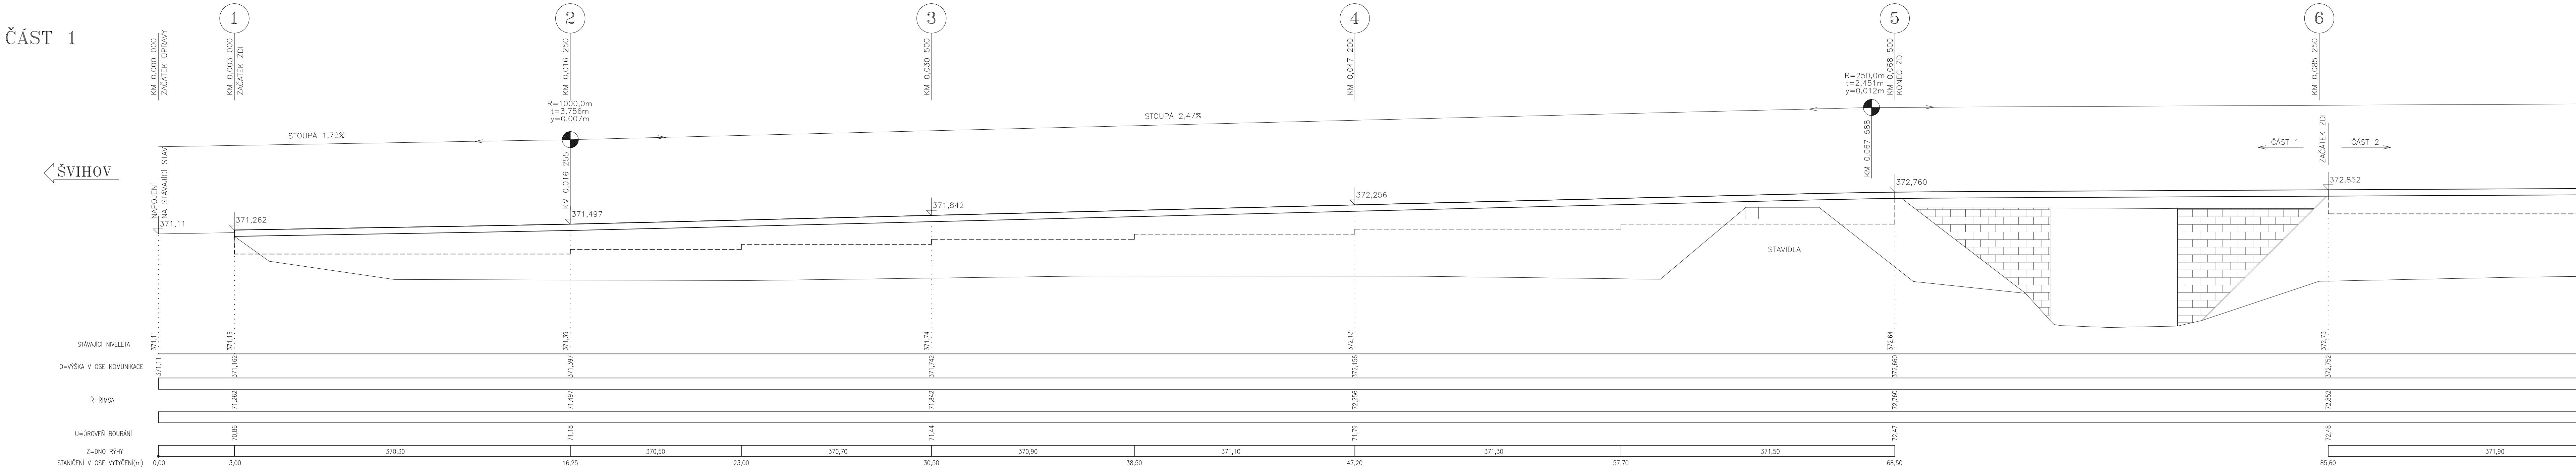 ČÁST 1
1
2
3
4
5
6
KM 0,000 000
ZAČÁTEK ÚPRAVY
KM 0,003 000
ZAČÁTEK ZDI
KM 0,016 250
KM 0,030 500
KM 0,047 200
KM 0,068 500
KONEC ZDI
KM 0,085 250
R=1000,0m
t=3,756m
y=0,007m
R=250,0m
t=2,451m
y=0,012m
STOUPÁ 1,72%
STOUPÁ 2,47%
KM 0,016 255
KM 0,067 588
ZAČÁTEK ZDI
ČÁST 1
ČÁST 2
ŠVIHOV
NAPOJENÍ
NA STÁVAJÍCÍ STAV
371,11
371,262
371,497
371,842
372,256
372,760
372,852
STAVIDLA
STÁVAJÍCÍ NIVELETA 371,11 371,16 371,39 371,74 372,13 372,64 372,73
O=VÝŠKA V OSE KOMUNIKACE 371,11 371,162 371,397 371,742 372,156 372,660 372,752
Ř=ŘÍMSA 71,262 71,497 71,842 72,256 72,760 72,852
U=ÚROVEŇ BOURÁNÍ 70,86 71,18 71,44 71,79 72,47 72,48
Z=DNO RÝHY 370,30 370,50 370,70 370,90 371,10 371,30 371,50 371,90
STANIČENÍ V OSE VYTYČENÍ(m) 0,00 3,00 16,25 23,00 30,50 38,50 47,20 57,70 68,50 85,60